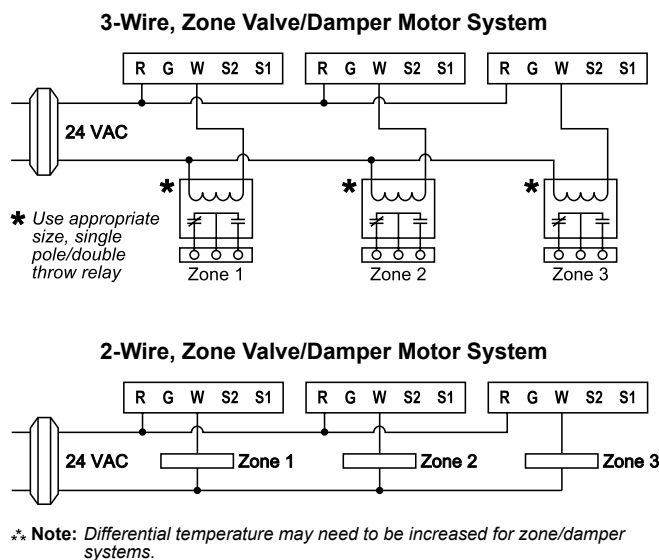 3-Wire, Zone Valve/Damper Motor System
R G W S2 S1 R G W S2 S1 R G W S2 S1
24 VAC
* * *
* Use appropriate
size, single
pole/double
throw relay
Zone 1 Zone 2 Zone 3
2-Wire, Zone Valve/Damper Motor System
R G W S2 S1 R G W S2 S1 R G W S2 S1
24 VAC Zone 1 Zone 2 Zone 3
⁂ Note: Differential temperature may need to be increased for zone/damper
systems.